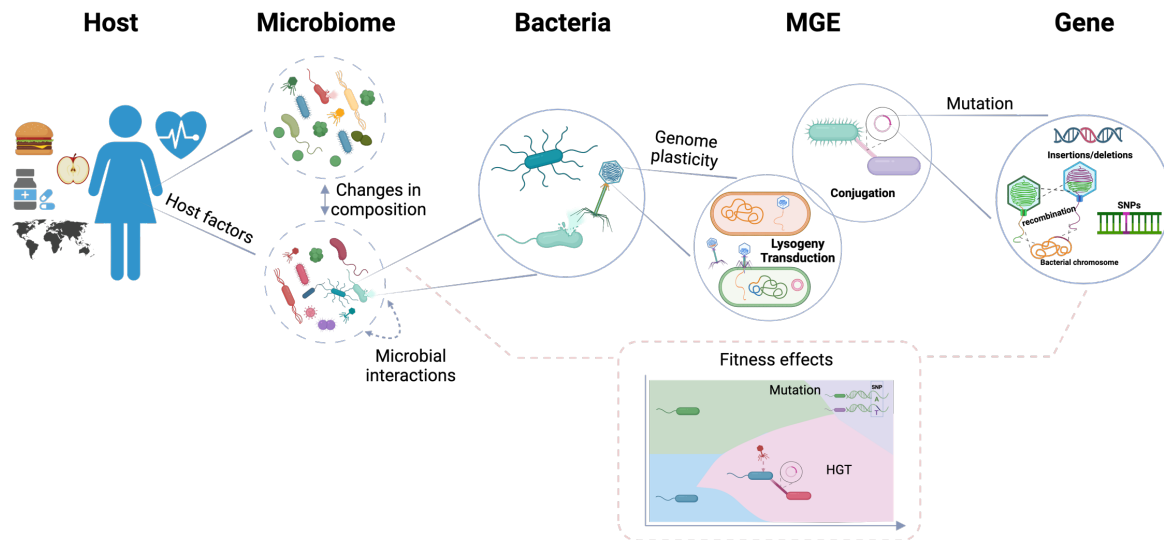 Host
Microbiome
Bacteria
MGE
Gene
Host factors
Changes in
composition
Microbial
interactions
Genome
plasticity
Lysogeny
Transduction
Conjugation
Mutation
Insertions/deletions
recombination
SNPs
Bacterial chromosome
Fitness effects
Mutation
SNP
A
T
HGT